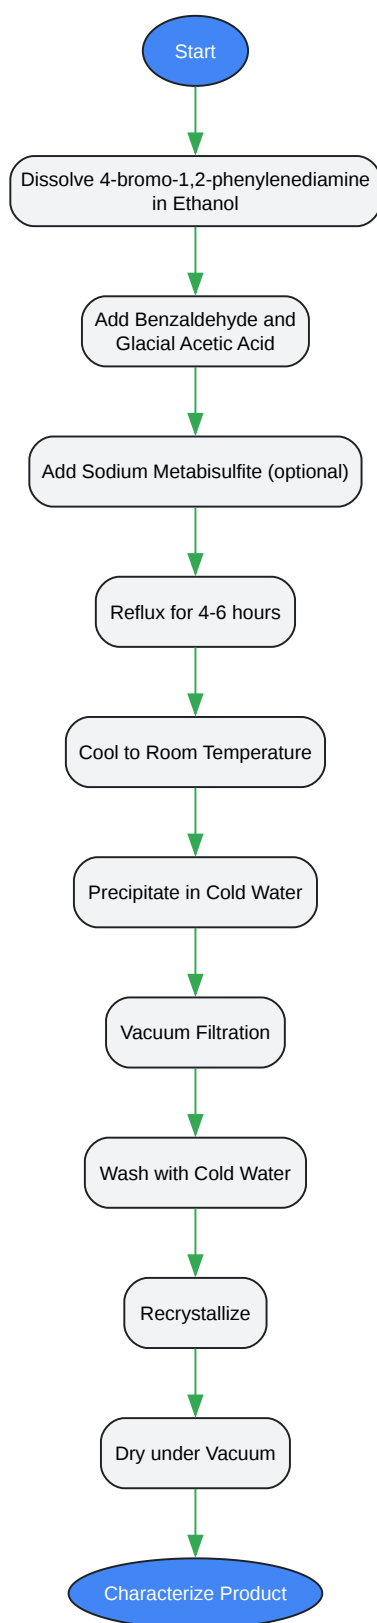 Start
Dissolve 4-bromo-1,2-phenylenediamine
in Ethanol
Add Benzaldehyde and
Glacial Acetic Acid
Add Sodium Metabisulfite (optional)
Reflux for 4-6 hours
Cool to Room Temperature
Precipitate in Cold Water
Vacuum Filtration
Wash with Cold Water
Recrystallize
Dry under Vacuum
Characterize Product